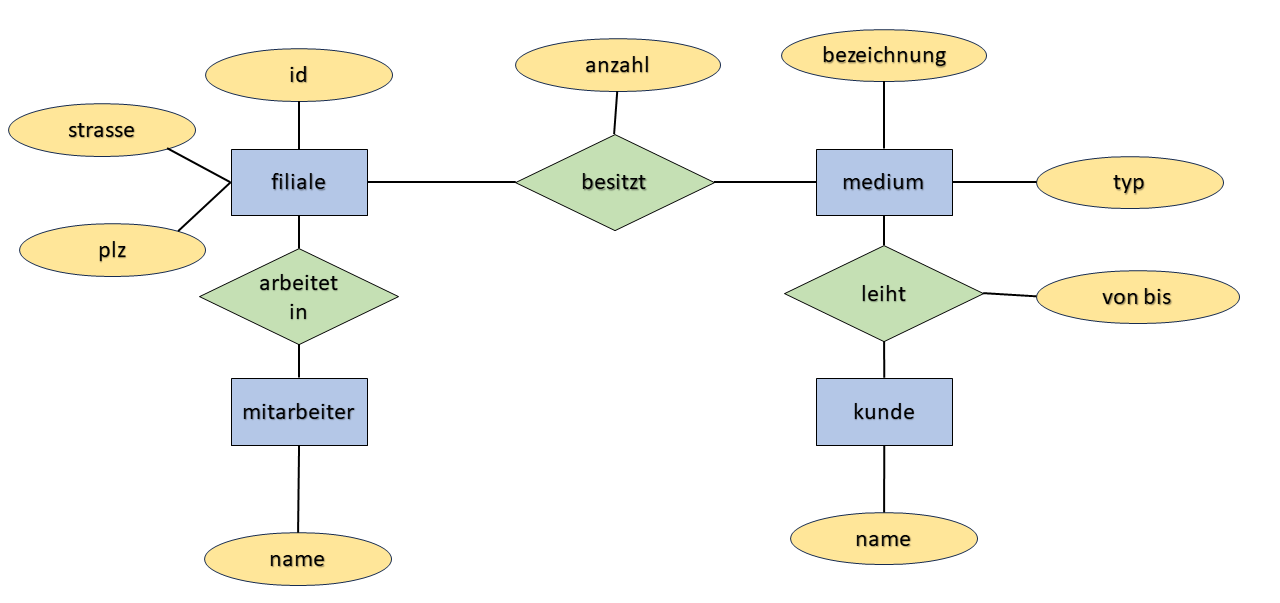 bezeichnung
anzahl
id
strasse
filiale
besitzt
medium
typ
plz
arbeitet
in
leiht
von bis
mitarbeiter
kunde
name
name